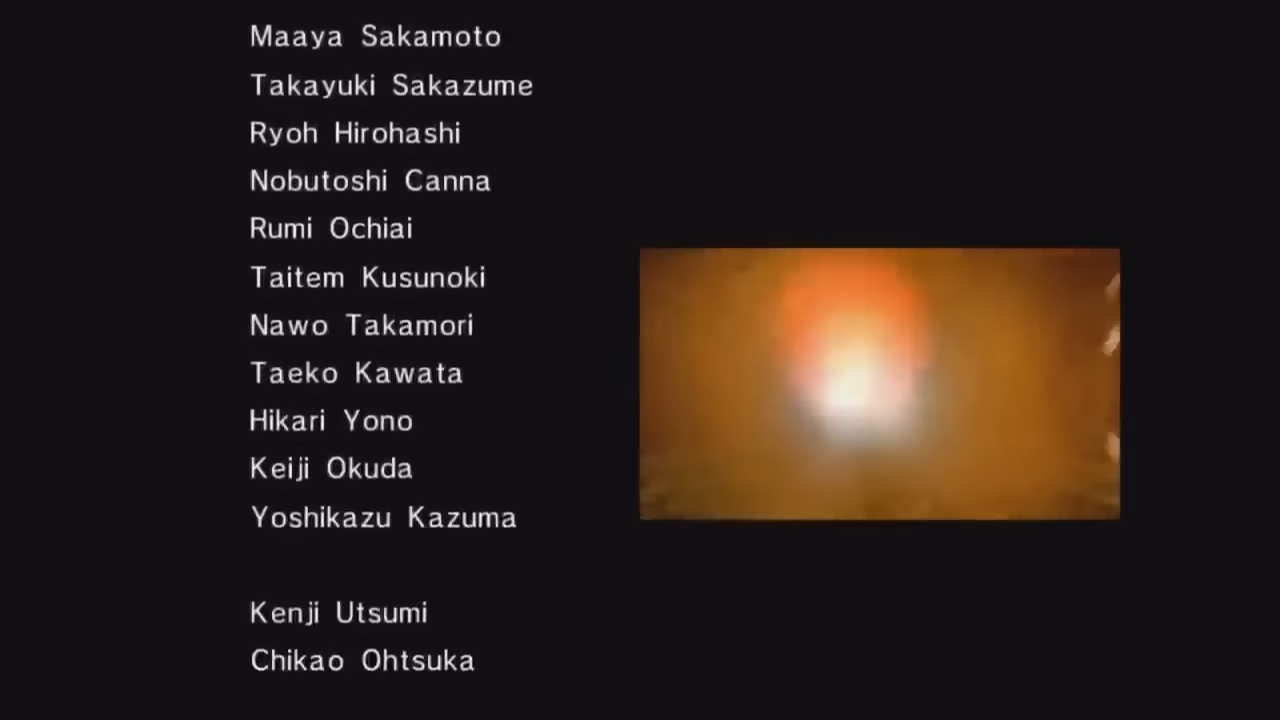 Maaya Sakamoto
Takayuki Sakazume
Ryoh Hirohashi
Nobutoshi Canna
Rumi Ochiai
Taitem Kusunoki
Nawo Takamori
Taeko Kawata
Hikari Yono
Keiji Okuda
Yoshikazu Kazuma
Kenji Utsumi
Chikao Ohtsuka